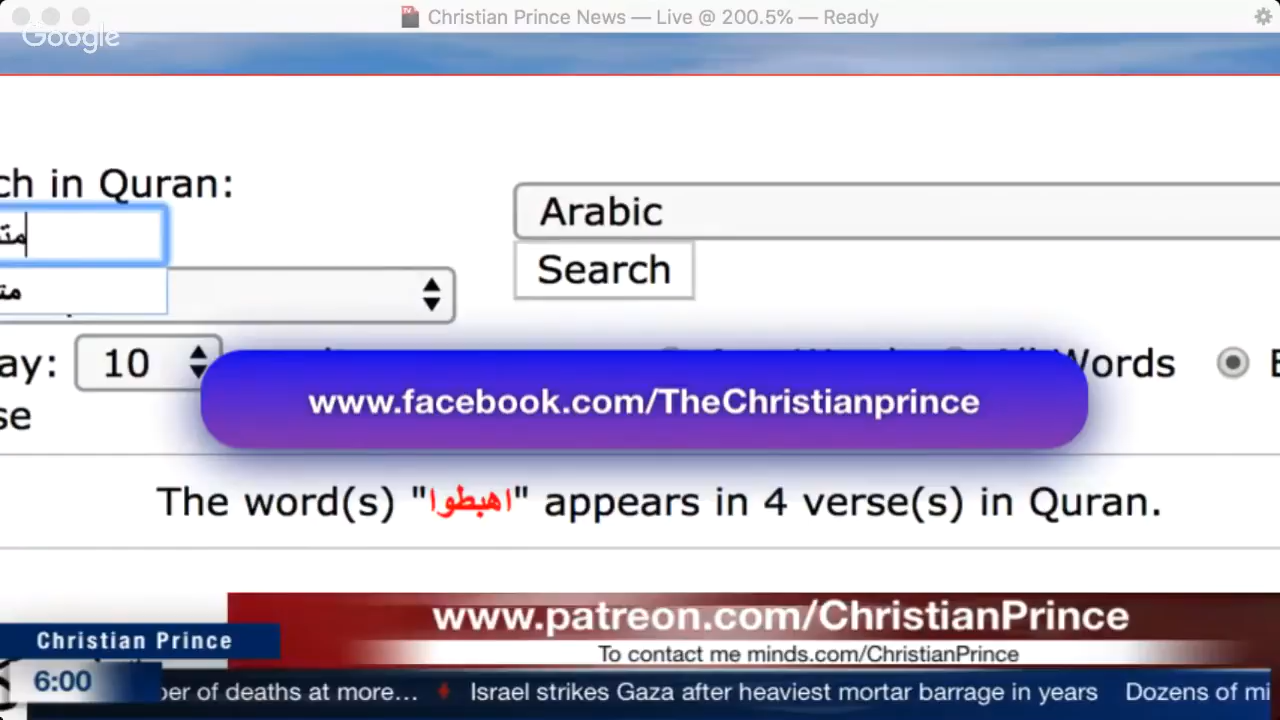 Christian Prince News — Live @ 200.5% — Ready
Google
ch in Quran:
Arabic
Search
ay: 10
Words
se
www.facebook.com/TheChristianprince
The word(s) "اهبطوا" appears in 4 verse(s) in Quran.
www.patreon.com/ChristianPrince
To contact me minds.com/ChristianPrince
Christian Prince
6:00
ber of deaths at more... Israel strikes Gaza after heaviest mortar barrage in years Dozens of mi